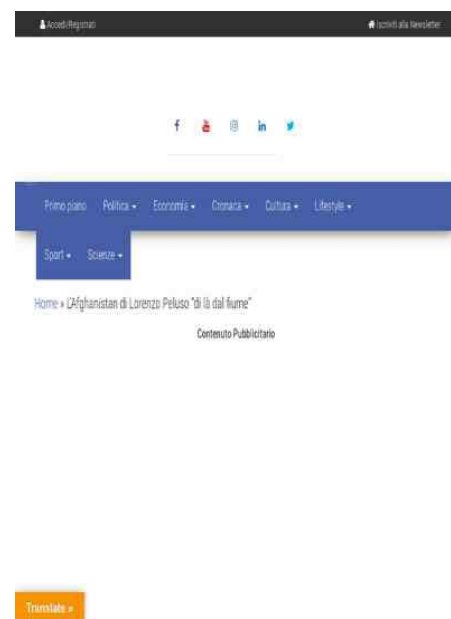 Accedi/Registrati
Iscriviti alla Newsletter
Primo piano Politica Economia Cronaca Cultura Lifestyle
Sport Scienze
Home » L'Afghanistan di Lorenzo Peluso "di là dal fiume"
Contenuto Pubblicitario
Translate »